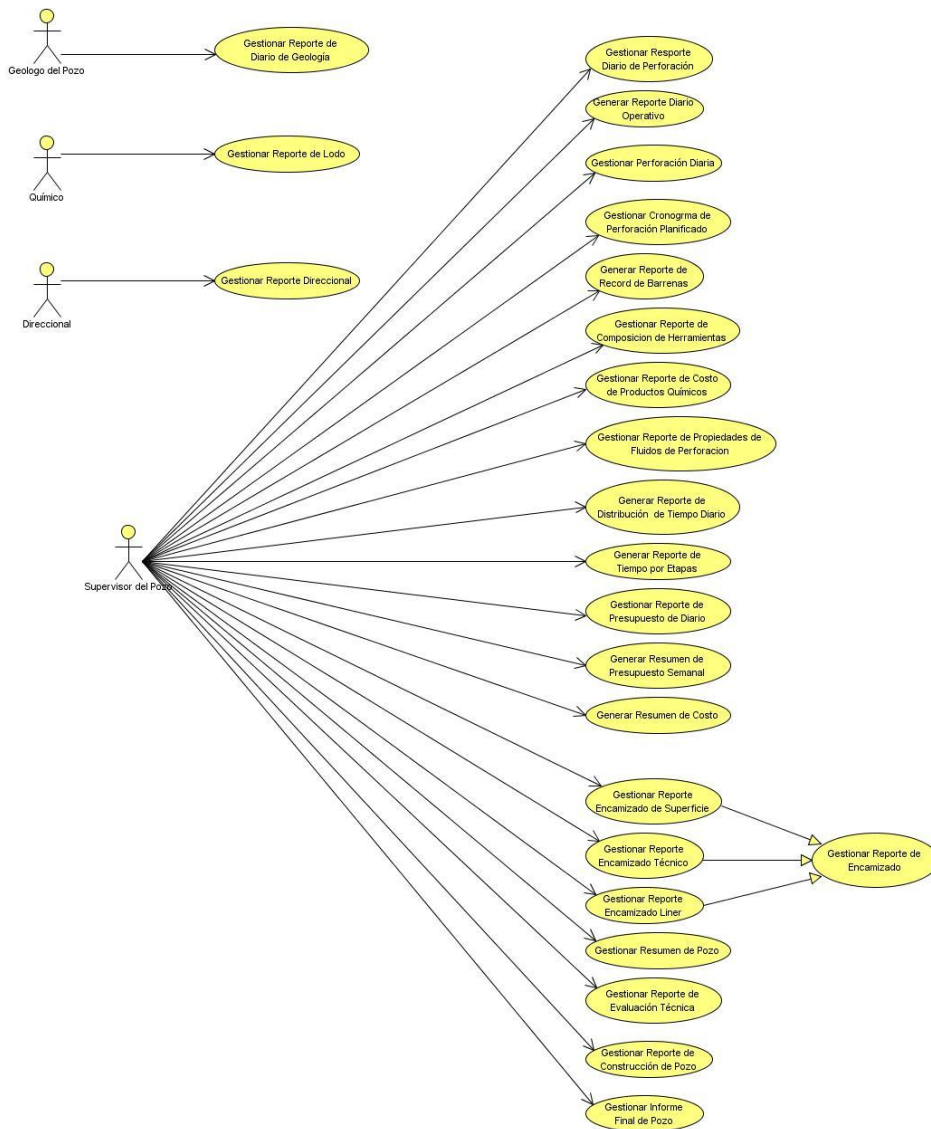 Geologo del Pozo
Gestionar Reporte de
Diario de Geología
Químico
Gestionar Reporte de Lodo
Direccional
Gestionar Reporte Direccional
Supervisor del Pozo
Gestionar Resporte
Diario de Perforación
Generar Reporte Diario
Operativo
Gestionar Perforación Diaria
Gestionar Cronogrma de
Perforación Planificado
Generar Reporte de
Record de Barrenas
Gestionar Reporte de
Composicion de Herramientas
Gestionar Reporte de Costo
de Productos Químicos
Gestionar Reporte de Propiedades de
Fluidos de Perforacion
Generar Reporte de
Distribución de Tiempo Diario
Generar Reporte de
Tiempo por Etapas
Gestionar Reporte de
Presupuesto de Diario
Generar Resumen de
Presupuesto Semanal
Generar Resumen de Costo
Gestionar Reporte
Encamizado de Superficie
Gestionar Reporte
Encamizado Técnico
Gestionar Reporte
Encamizado Liner
Gestionar Reporte de
Encamizado
Gestionar Resumen de Pozo
Gestionar Reporte de
Evaluación Técnica
Gestionar Reporte de
Construcción de Pozo
Gestionar Informe
Final de Pozo